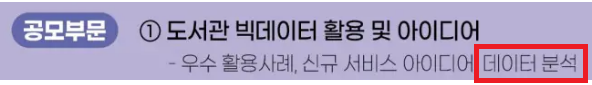 공모부문 ① 도서관 빅데이터 활용 및 아이디어
- 우수 활용사례, 신규 서비스 아이디어 데이터 분석